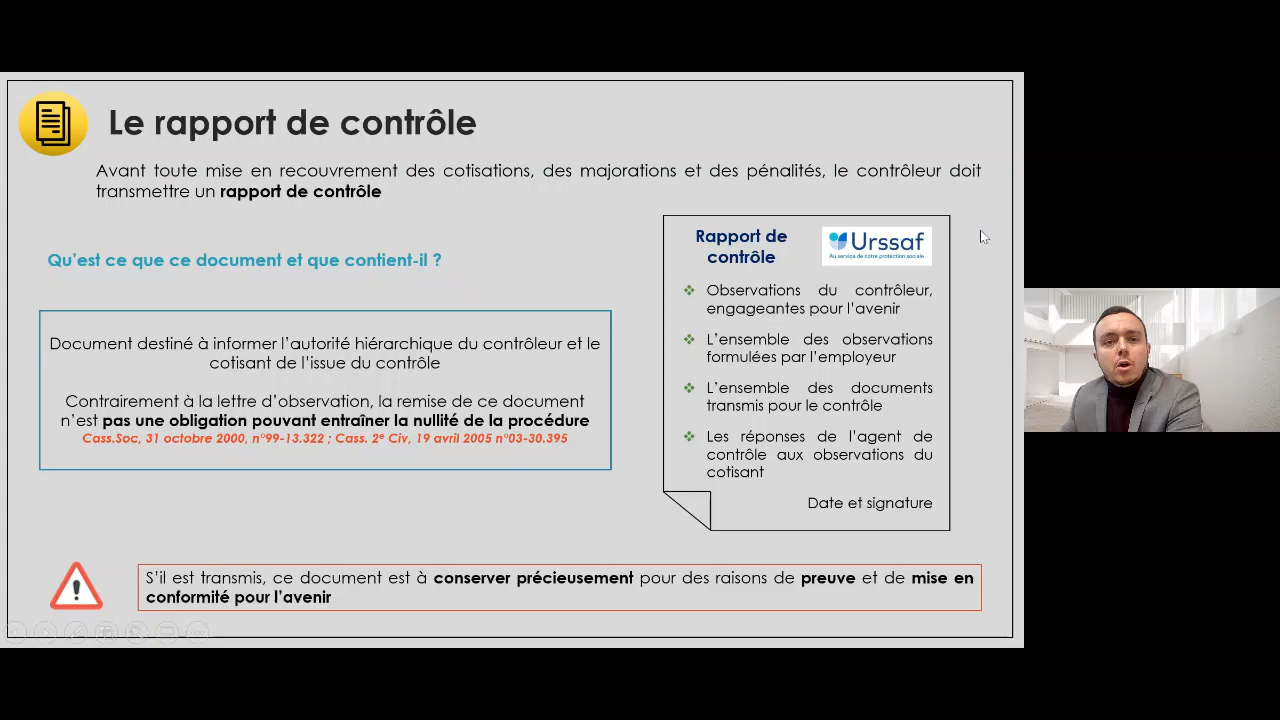 Le rapport de contrôle
Avant toute mise en recouvrement des cotisations, des majorations et des pénalités, le contrôleur doit
transmettre un rapport de contrôle
Qu'est ce que ce document et que contient-il ?
Document destiné à informer l'autorité hiérarchique du contrôleur et le
cotisant de l'issue du contrôle
Contrairement à la lettre d'observation, la remise de ce document
n'est pas une obligation pouvant entraîner la nullité de la procédure
Cass.Soc, 31 octobre 2000, n°99-13.322 ; Cass. 2e Civ, 19 avril 2005 n°03-30.395
Rapport de
contrôle
Urssaf
Au service de notre protection sociale
Observations du contrôleur,
engageantes pour l'avenir
L'ensemble des observations
formulées par l'employeur
L'ensemble des documents
transmis pour le contrôle
Les réponses de l'agent de
contrôle aux observations du
cotisant
Date et signature
S'il est transmis, ce document est à conserver précieusement pour des raisons de preuve et de mise en
conformité pour l'avenir